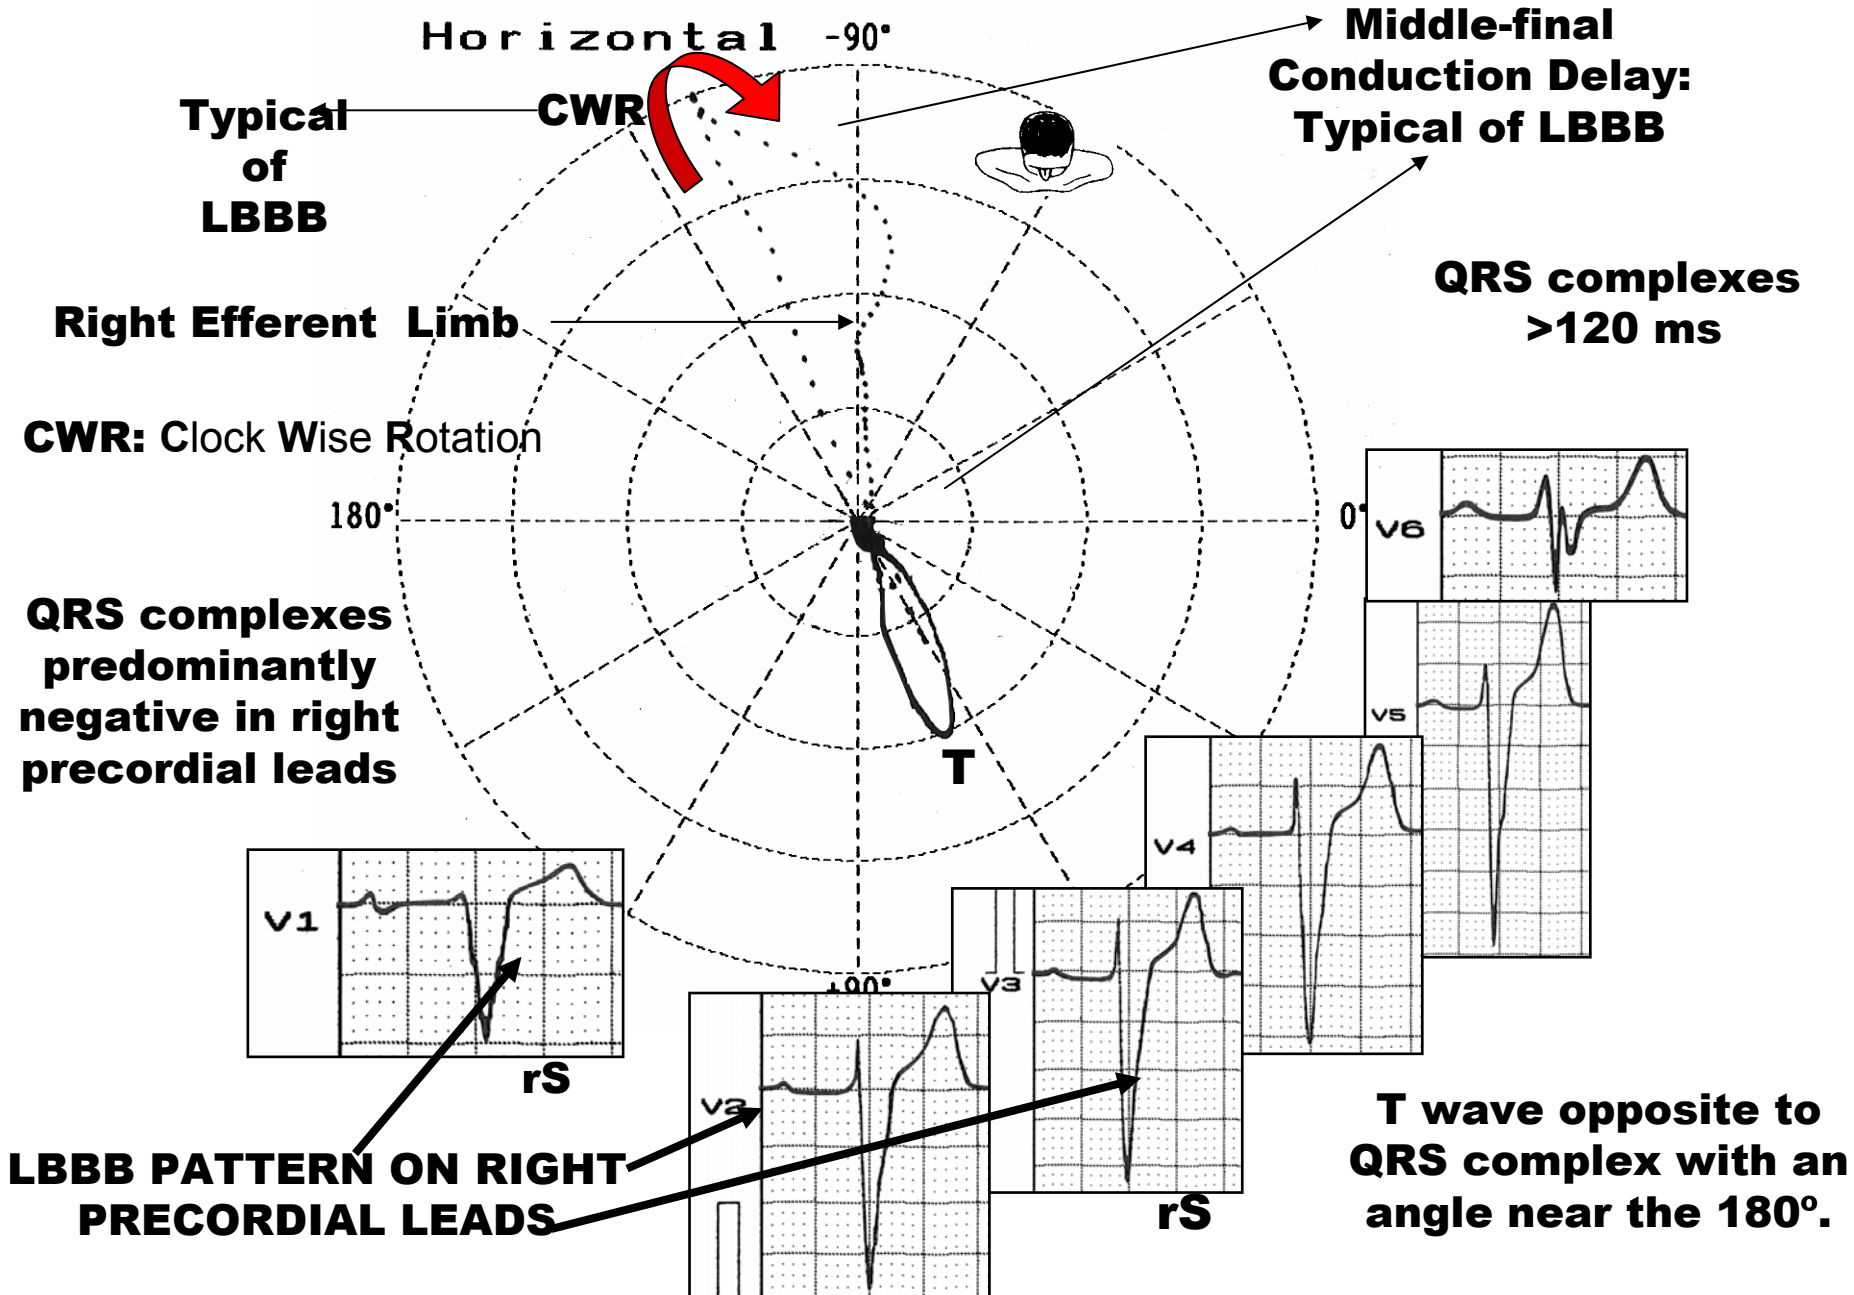 Horizontal
-90°
Middle-final
Conduction Delay:
Typical of LBBB
Typical
of
LBBB
CWR
QRS complexes
>120 ms
Right Efferent Limb
CWR: Clock Wise Rotation
180°
0°
V6
QRS complexes
predominantly
negative in right
precordial leads
V5
T
V4
V1
V3
+90°
rS
V2
LBBB PATTERN ON RIGHT
PRECORDIAL LEADS
rS
T wave opposite to
QRS complex with an
angle near the 180º.